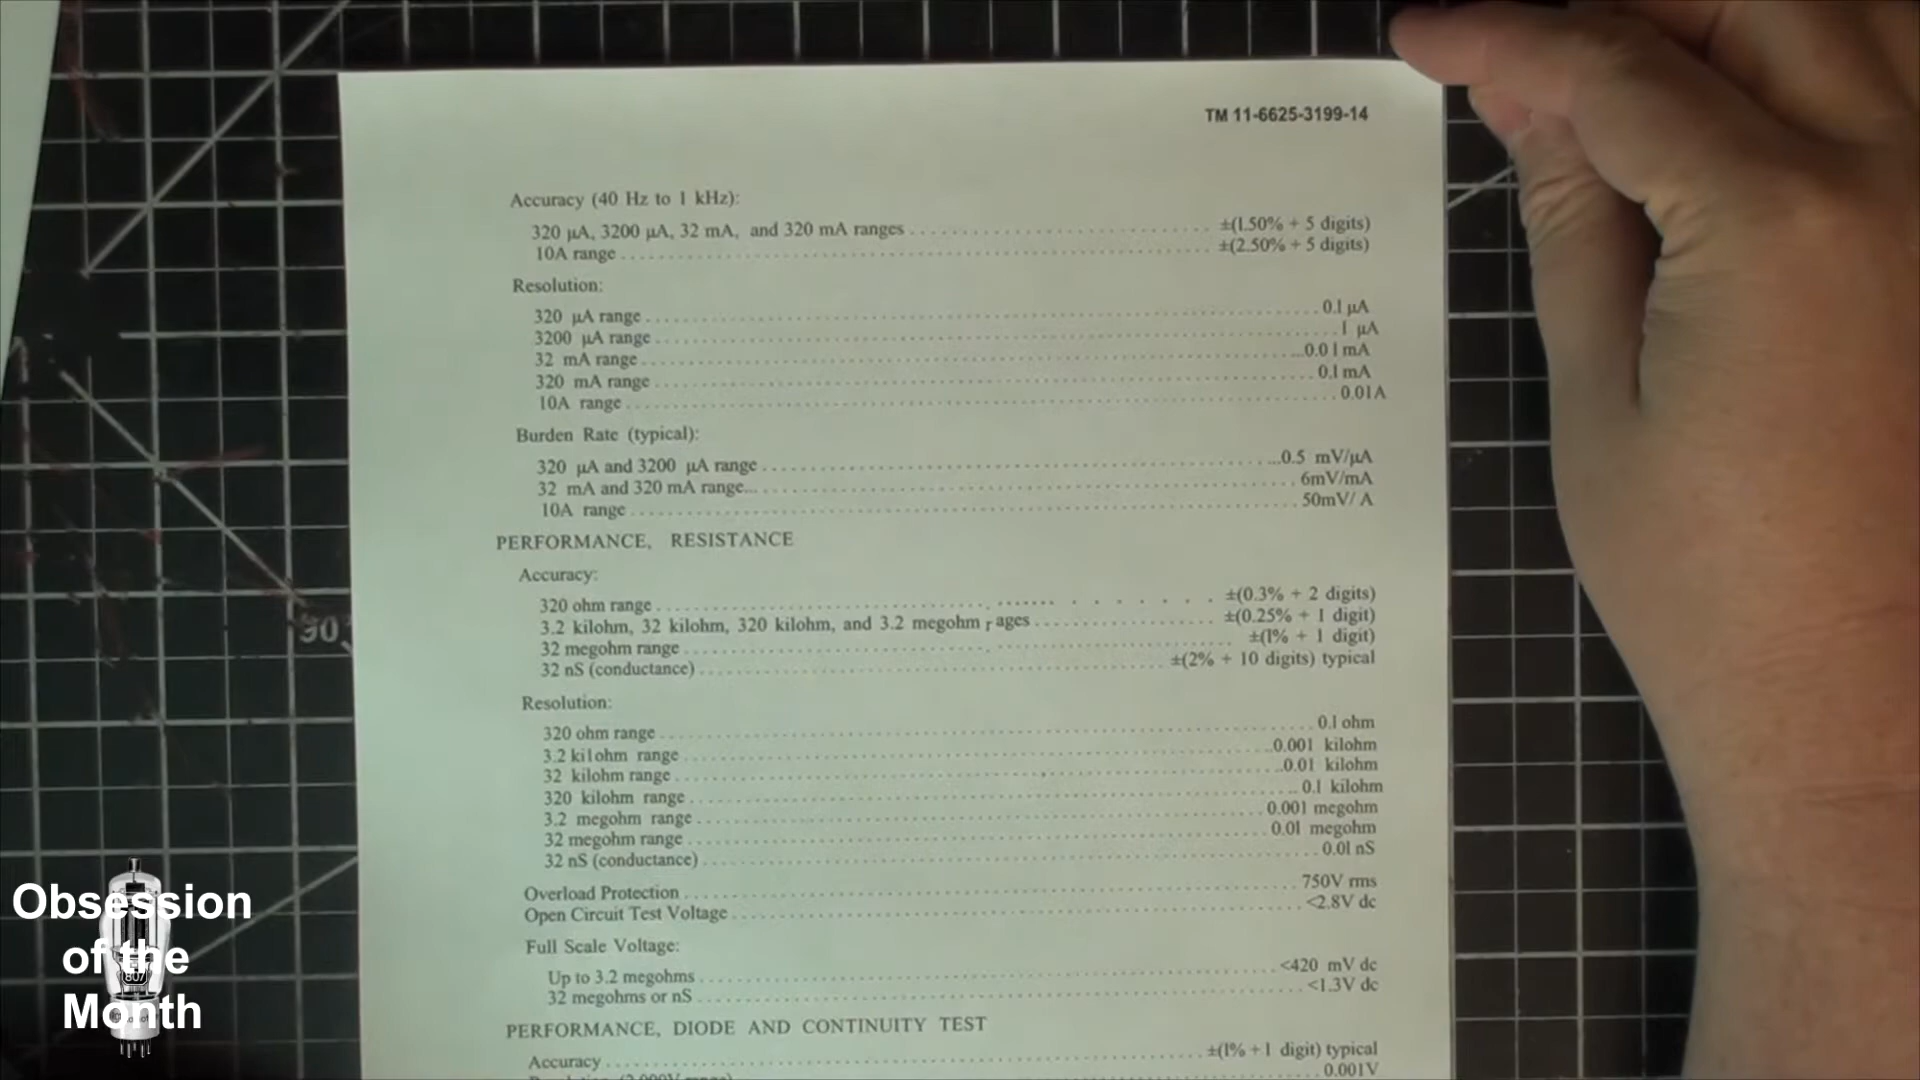 TM 11-6625-3199-14
Accuracy (40 Hz to 1 kHz):
320 µA, 3200 µA, 32 mA, and 320 mA ranges ±(1.50% + 5 digits)
10A range ±(2.50% + 5 digits)
Resolution:
320 µA range 0.1 µA
3200 µA range 1 µA
32 mA range 0.01 mA
320 mA range 0.1 mA
10A range 0.01 A
Burden Rate (typical):
320 µA and 3200 µA range 0.5 mV/µA
32 mA and 320 mA range... 6mV/mA
10A range 50mV/ A
PERFORMANCE, RESISTANCE
Accuracy:
320 ohm range ±(0.3% + 2 digits)
3.2 kilohm, 32 kilohm, 320 kilohm, and 3.2 megohm rages ±(0.25% + 1 digit)
32 megohm range ±(1% + 1 digit)
32 nS (conductance) ±(2% + 10 digits) typical
Resolution:
320 ohm range 0.1 ohm
3.2 kilohm range 0.001 kilohm
32 kilohm range 0.01 kilohm
320 kilohm range 0.1 kilohm
3.2 megohm range 0.001 megohm
32 megohm range 0.01 megohm
32 nS (conductance) 0.01 nS
Overload Protection 750V rms
Open Circuit Test Voltage <2.8V dc
Full Scale Voltage:
Up to 3.2 megohms <420 mV dc
32 megohms or nS <1.3V dc
PERFORMANCE, DIODE AND CONTINUITY TEST
Accuracy ±(1% + 1 digit) typical
0.001V
90
Obsession
of the
Month
807